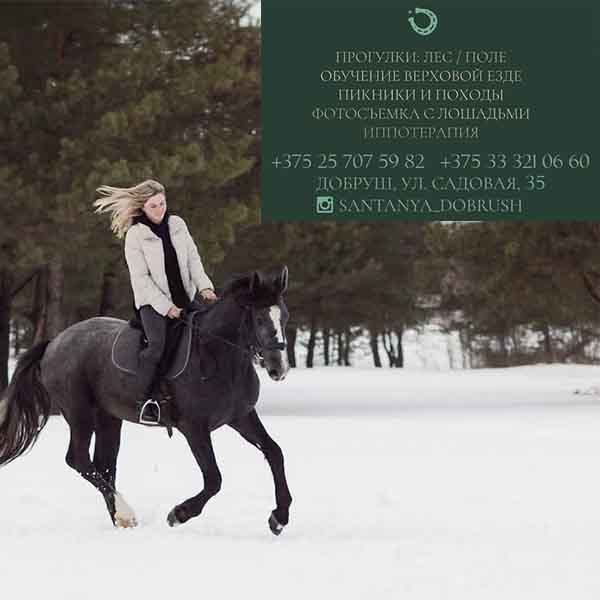 ПРОГУЛКИ: ЛЕС / ПОЛЕ
ОБУЧЕНИЕ ВЕРХОВОЙ ЕЗДЕ
ПИКНИКИ И ПОХОДЫ
ФОТОСЪЕМКА С ЛОШАДЬМИ
ИППОТЕРАПИЯ
+375 25 707 59 82 +375 33 321 06 60
ДОБРУШ, УЛ. САДОВАЯ, 35
SANTANYA_DOBRUSH